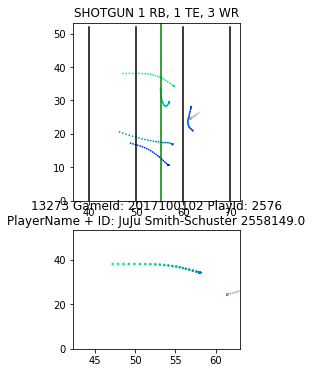 SHOTGUN 1 RB, 1 TE, 3 WR
50
40
30
20
10
0
40 50 60 70
13273 GameId: 2017100102 PlayId: 2576
PlayerName + ID: JuJu Smith-Schuster 2558149.0
40
20
0
45 50 55 60